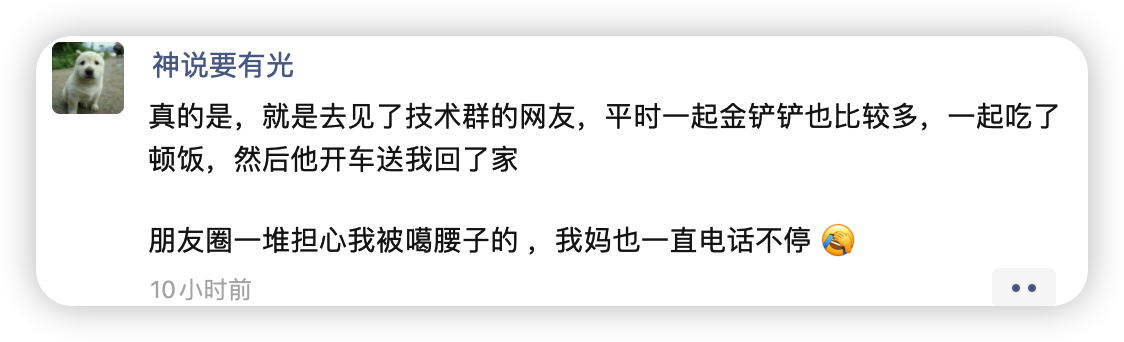 神说要有光
真的是，就是去见了技术群的网友，平时一起金铲铲也比较多，一起吃了
顿饭，然后他开车送我回了家
朋友圈一堆担心我被噶腰子的 ，我妈也一直电话不停 🤣
10小时前